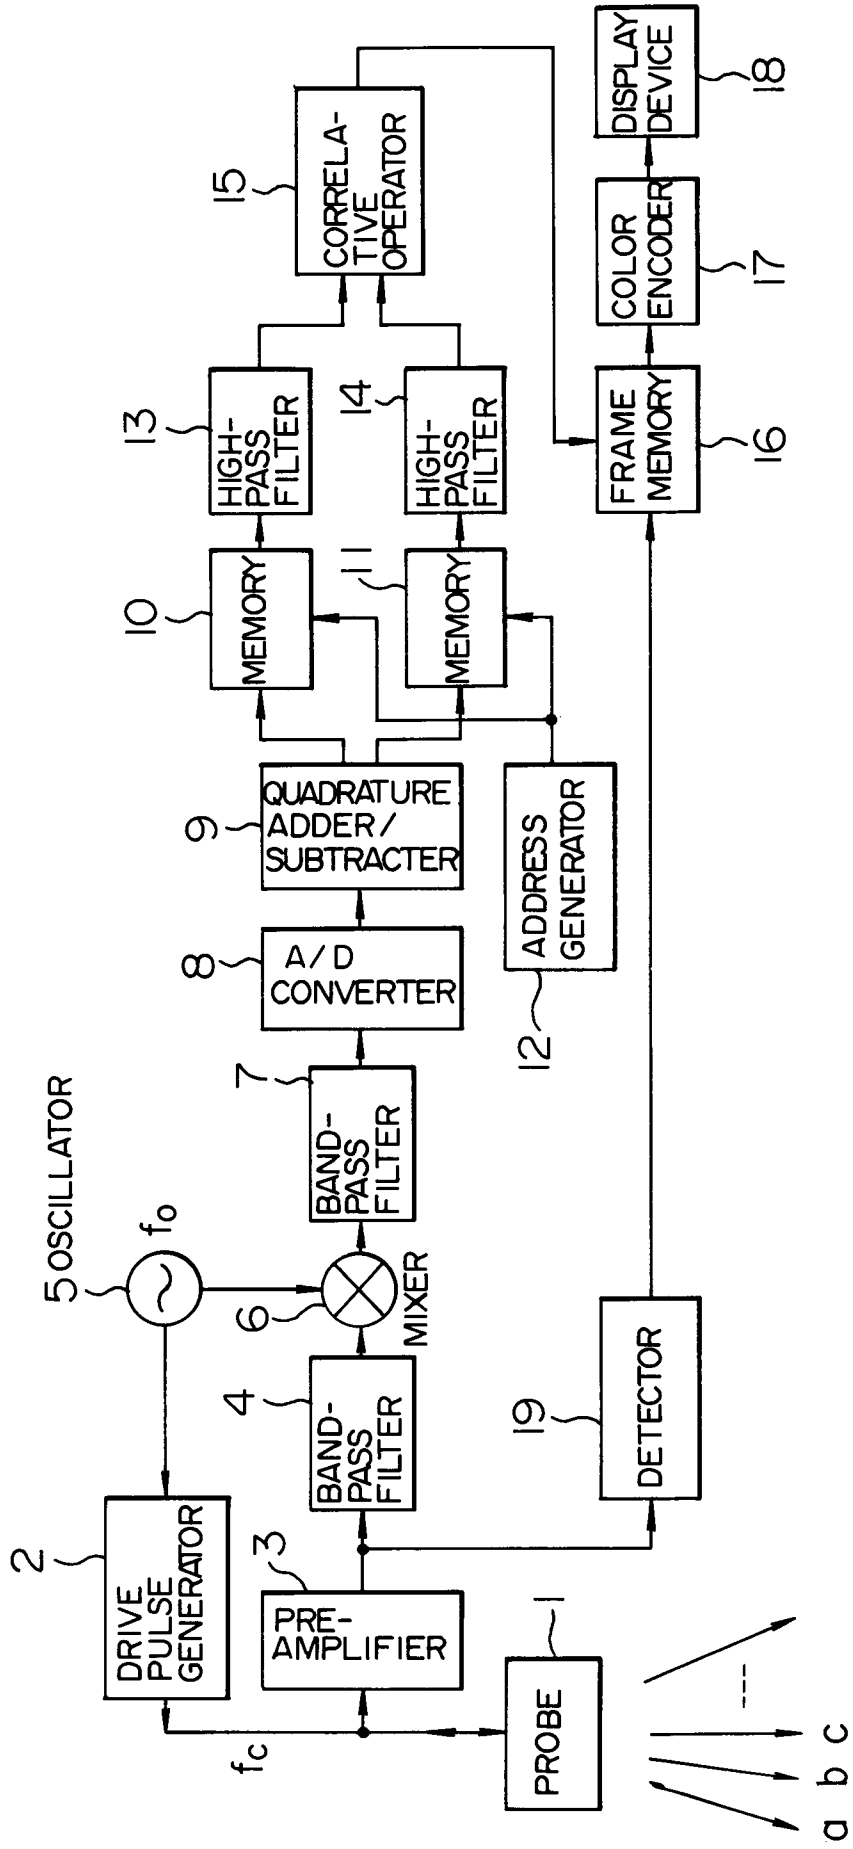 2
DRIVE
PULSE
GENERATOR
5 OSCILLATOR
fo
fc
3
PRE-
AMPLIFIER
4
BAND-
PASS
FILTER
6
MIXER
7
BAND-
PASS
FILTER
8
A/D
CONVERTER
9
QUADRATURE
ADDER/
SUBTRACTER
10
MEMORY
11
MEMORY
13
HIGH-
PASS
FILTER
14
HIGH-
PASS
FILTER
15
CORRELA-
TIVE
OPERATOR
1
PROBE
a b c
19
DETECTOR
12
ADDRESS
GENERATOR
FRAME
MEMORY
16
COLOR
ENCODER
17
DISPLAY
DEVICE
18